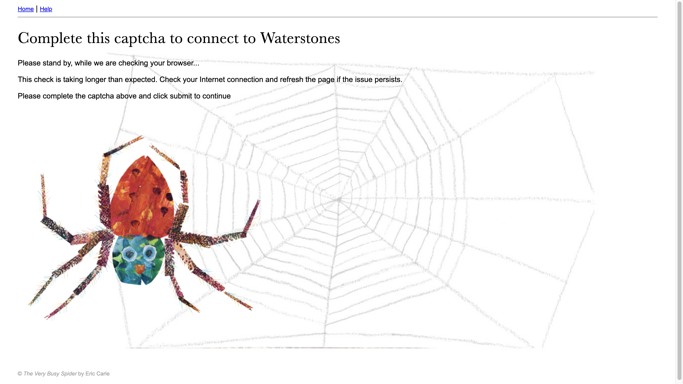 Home | Help
Complete this captcha to connect to Waterstones
Please stand by, while we are checking your browser...
This check is taking longer than expected. Check your Internet connection and refresh the page if the issue persists.
Please complete the captcha above and click submit to continue
© The Very Busy Spider by Eric Carle